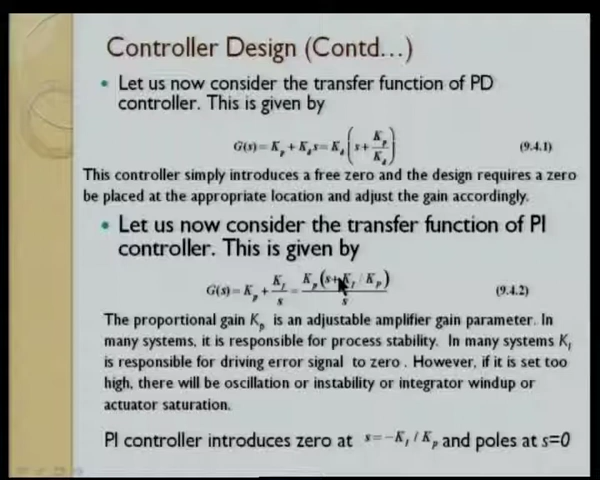 Controller Design (Contd...)
• Let us now consider the transfer function of PD
controller. This is given by
G(s)= K_p + K_d s= K_d ( s+ K_p / K_d ) (9.4.1)
This controller simply introduces a free zero and the design requires a zero
be placed at the appropriate location and adjust the gain accordingly.
• Let us now consider the transfer function of PI
controller. This is given by
G(s)= K_p + K_I / s = K_p (s+ K_I / K_p) / s (9.4.2)
The proportional gain K_p is an adjustable amplifier gain parameter. In
many systems, it is responsible for process stability. In many systems K_I
is responsible for driving error signal to zero . However, if it is set too
high, there will be oscillation or instability or integrator windup or
actuator saturation.
PI controller introduces zero at s=-K_I / K_p and poles at s=0